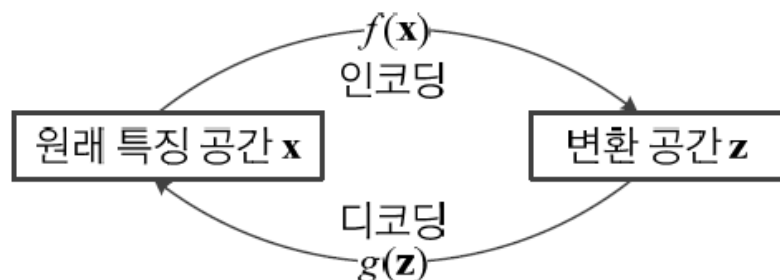 f(x)
인코딩
원래 특징 공간 x
변환 공간 z
디코딩
g(z)